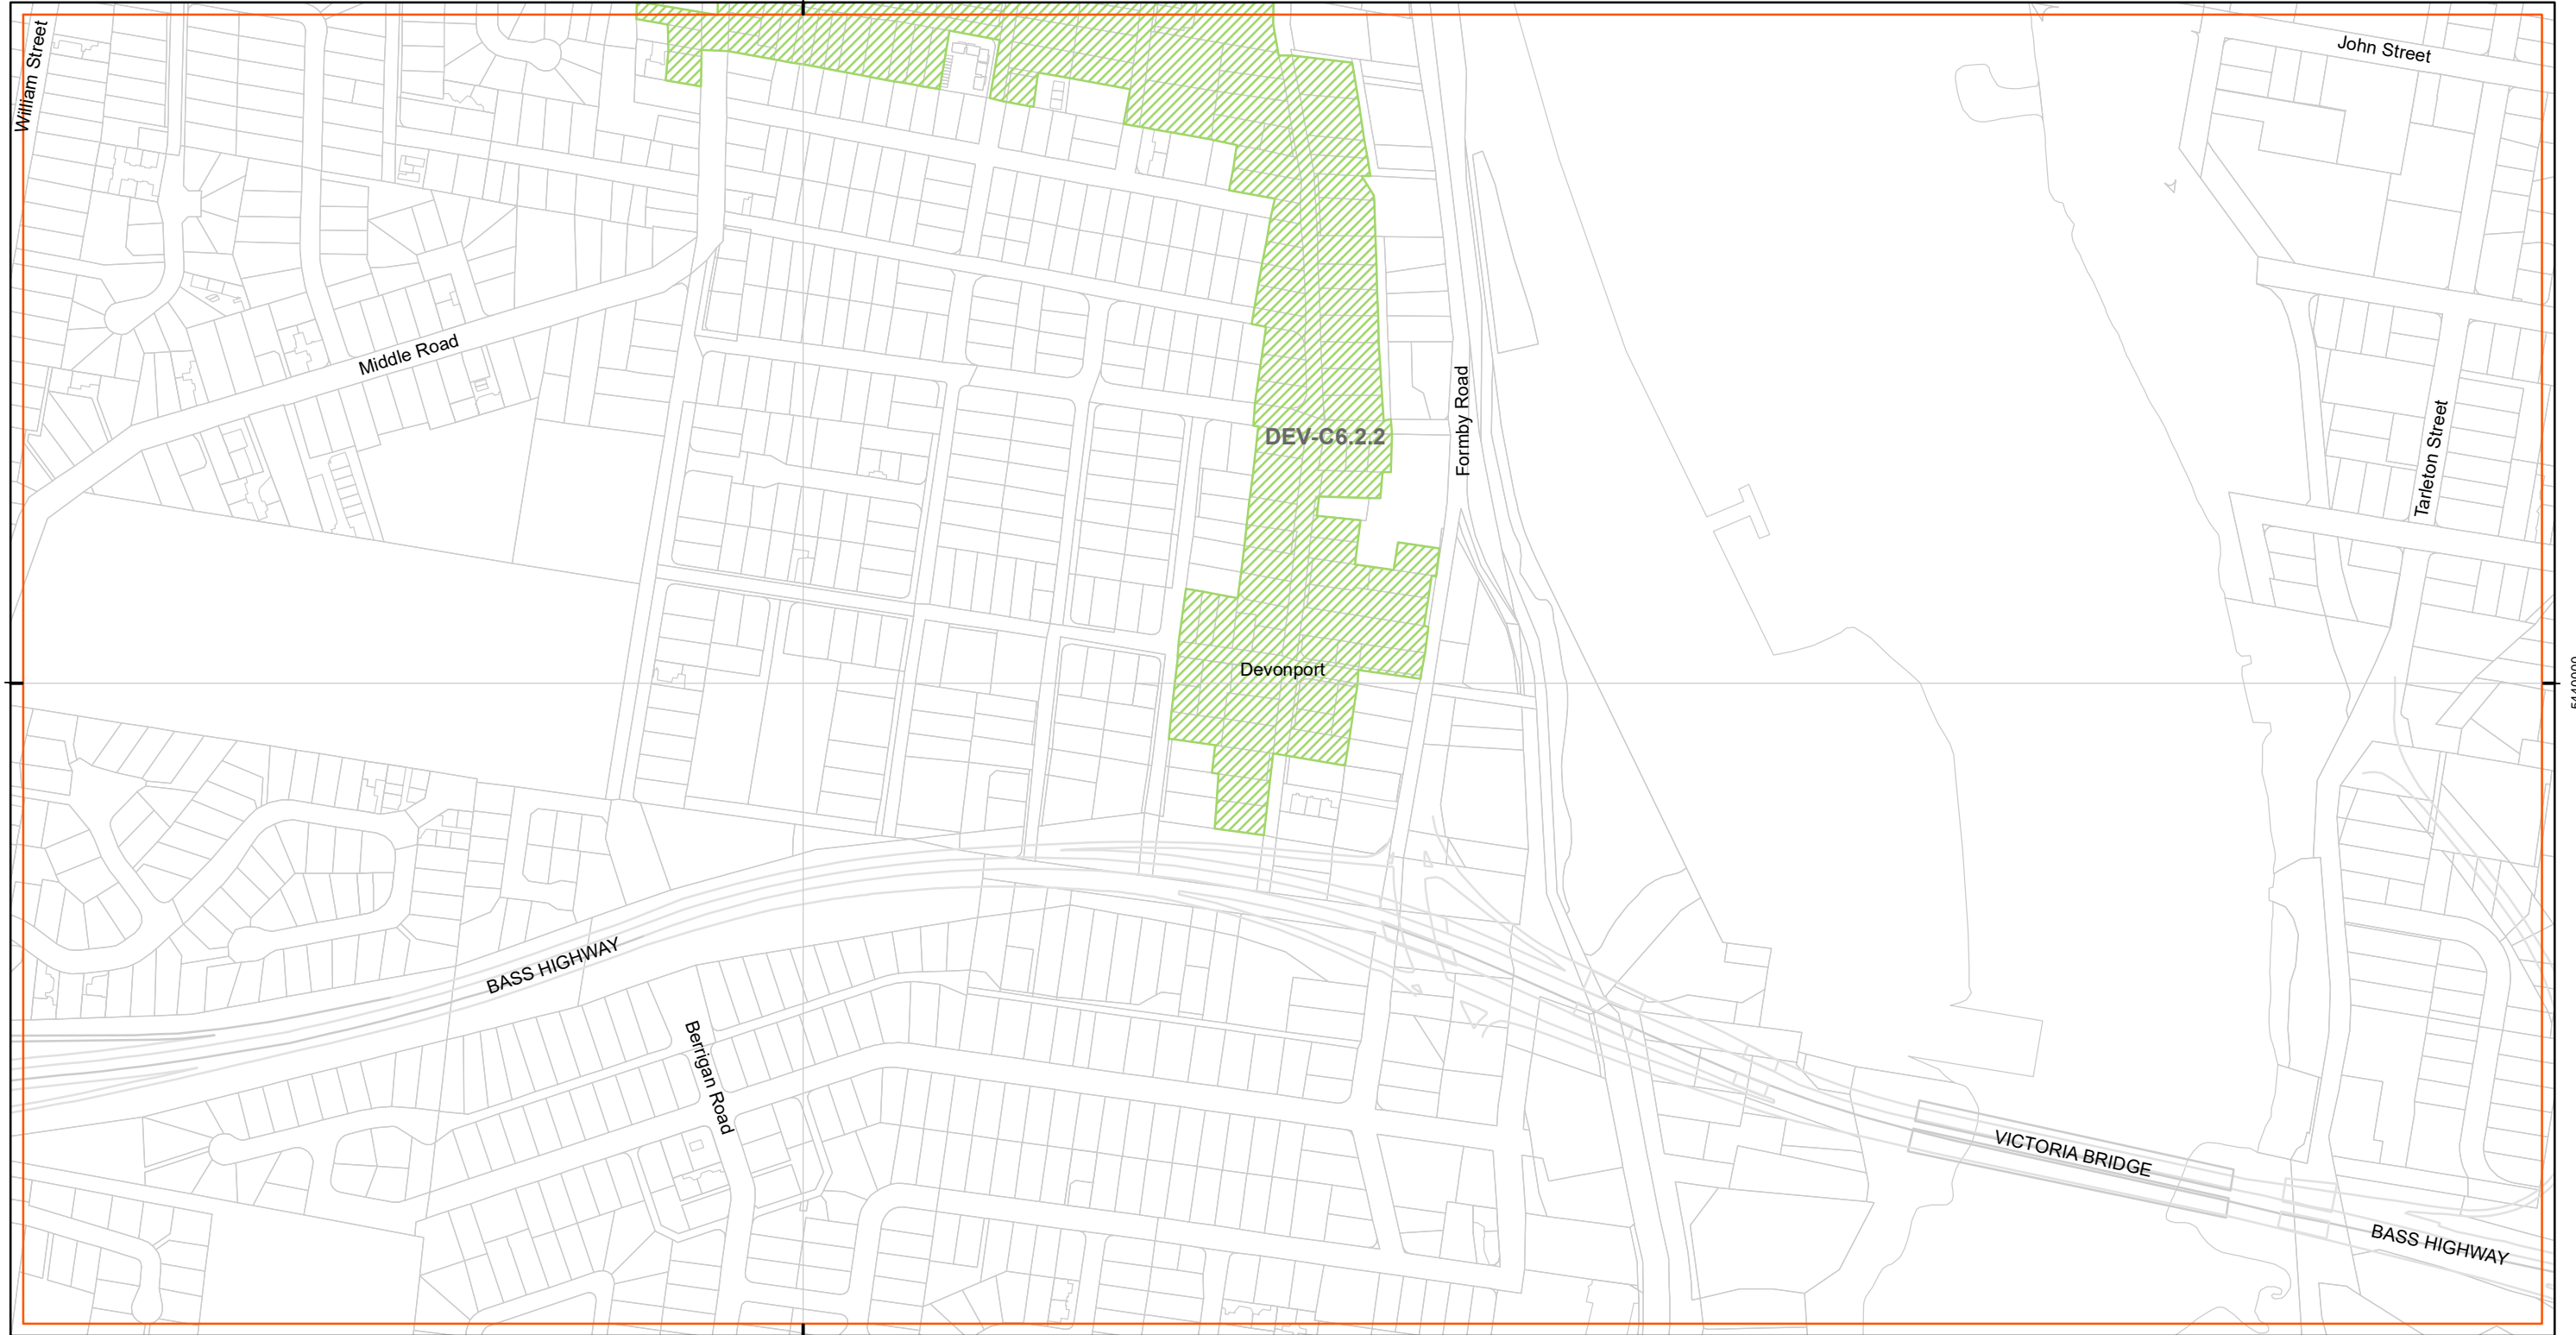 William Street
John Street
Middle Road
Formby Road
Tarleton Street
DEV-C6.2.2
Devonport
5440000
BASS HIGHWAY
Berrigan Road
VICTORIA BRIDGE
BASS HIGHWAY